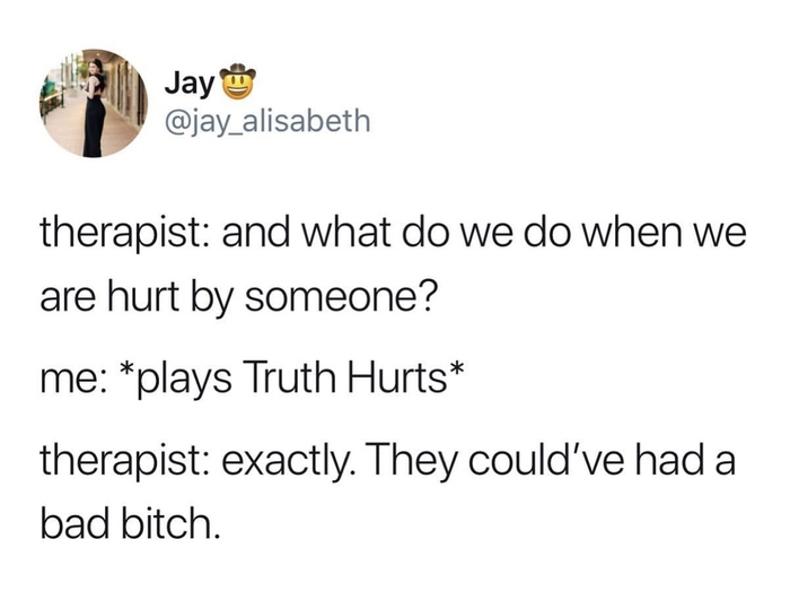 Jay🤠
@jay_alisabeth
therapist: and what do we do when we
are hurt by someone?
me: *plays Truth Hurts*
therapist: exactly. They could've had a
bad bitch.